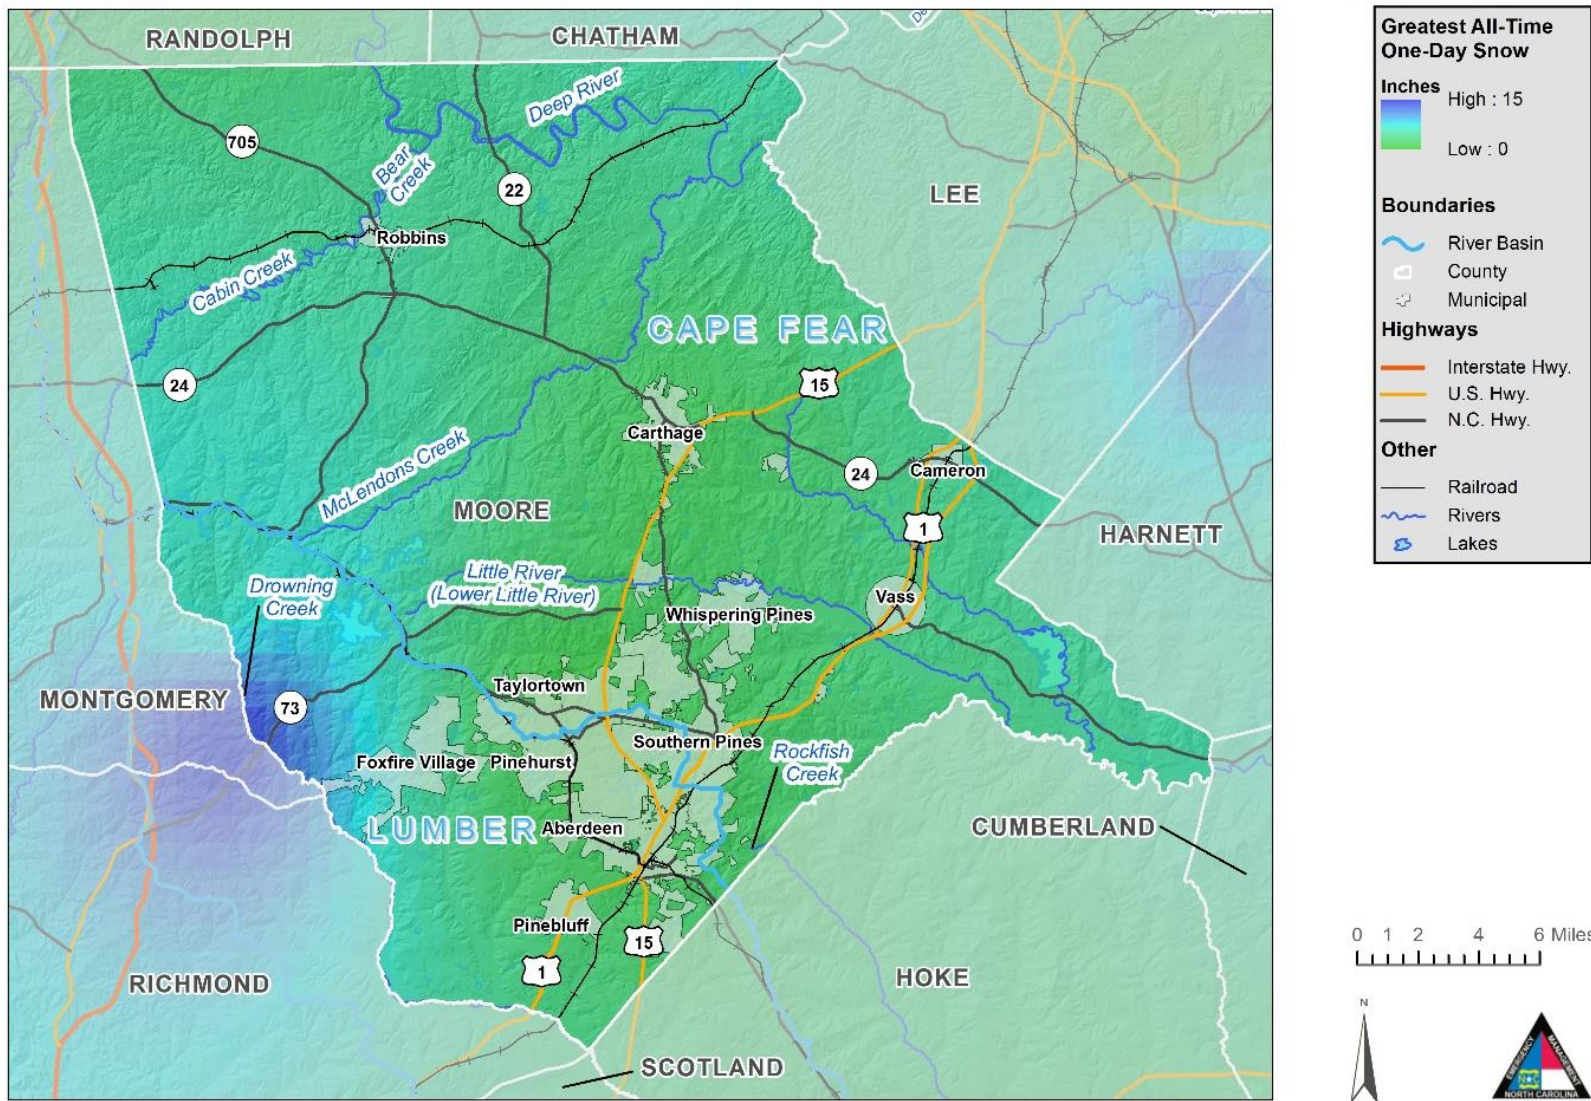 RANDOLPH
CHATHAM
Deep River
705
Bear
Creek
22
LEE
Robbins
Cabin Creek
CAPE FEAR
24
15
Carthage
McLendons Creek
24
Cameron
MOORE
1
HARNETT
Drowning
Creek
Little River
(Lower Little River)
Whispering Pines
Vass
MONTGOMERY
73
Taylortown
Southern Pines
Foxfire Village
Pinehurst
Rockfish
Creek
LUMBER
Aberdeen
CUMBERLAND
Pinebluff
15
1
RICHMOND
HOKE
SCOTLAND
Greatest All-Time
One-Day Snow
Inches
High : 15
Low : 0
Boundaries
River Basin
County
Municipal
Highways
Interstate Hwy.
U.S. Hwy.
N.C. Hwy.
Other
Railroad
Rivers
Lakes
0 1 2 4 6 Miles
N
EMERGENCY
MANAGEMENT
N C
NORTH CAROLINA